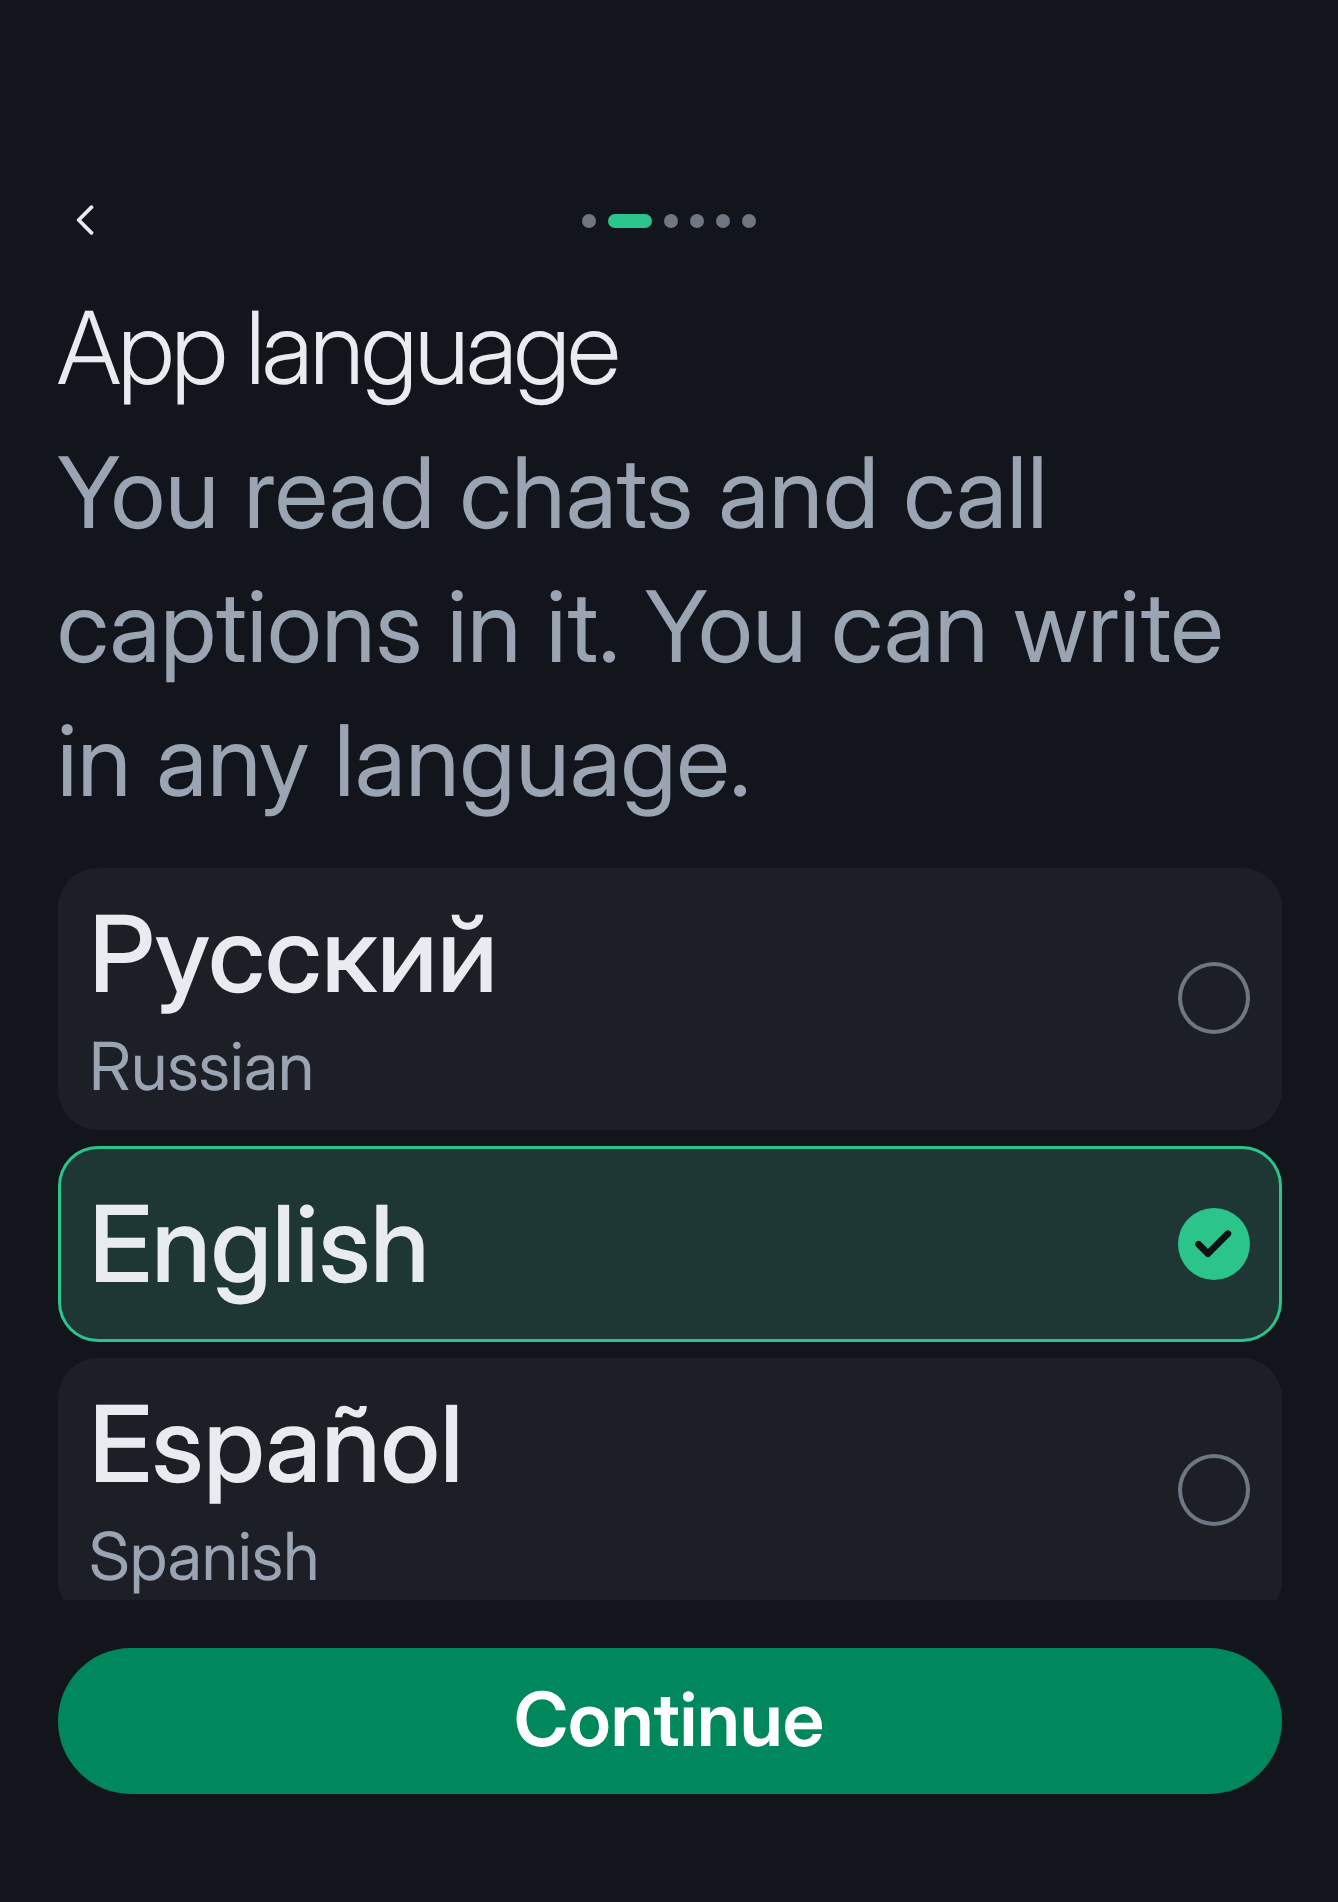 App language
You read chats and call
captions in it. You can write
in any language.
Русский
Russian
English
Español
Spanish
Continue